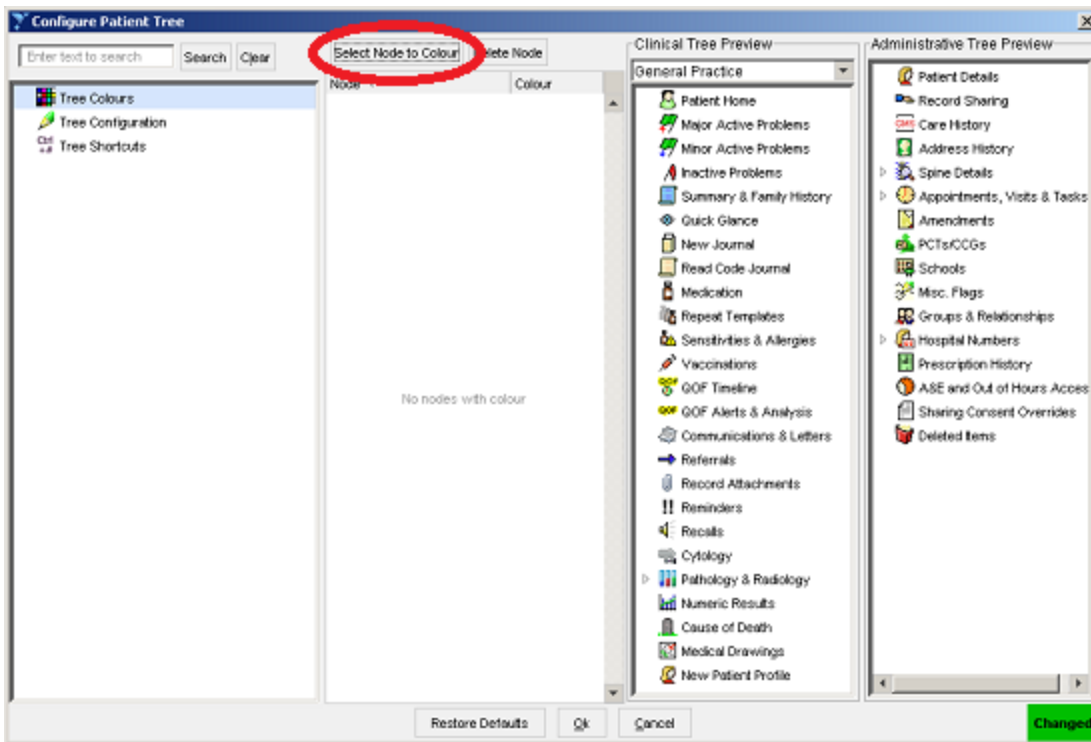 Configure Patient Tree
Enter text to search
Search
Clear
Tree Colours
Tree Configuration
Ctrl
Tree Shortcuts
Select Node to Colour
lete Node
Node
Colour
No nodes with colour
Clinical Tree Preview
General Practice
Patient Home
Major Active Problems
Minor Active Problems
Inactive Problems
Summary & Family History
Quick Glance
New Journal
Read Code Journal
Medication
Repeat Templates
Sensitivities & Allergies
Vaccinations
QOF Timeline
QOF QOF Alerts & Analysis
Communications & Letters
Referrals
Record Attachments
!! Reminders
Recalls
Cytology
Pathology & Radiology
Numeric Results
Cause of Death
Medical Drawings
New Patient Profile
Administrative Tree Preview
Patient Details
Record Sharing
Care History
Address History
Spine Details
Appointments, Visits & Tasks
Amendments
PCTs/CCGs
Schools
Misc. Flags
Groups & Relationships
Hospital Numbers
Prescription History
A&E and Out of Hours Acces
Sharing Consent Overrides
Deleted Items
Restore Defaults
Ok
Cancel
Changed